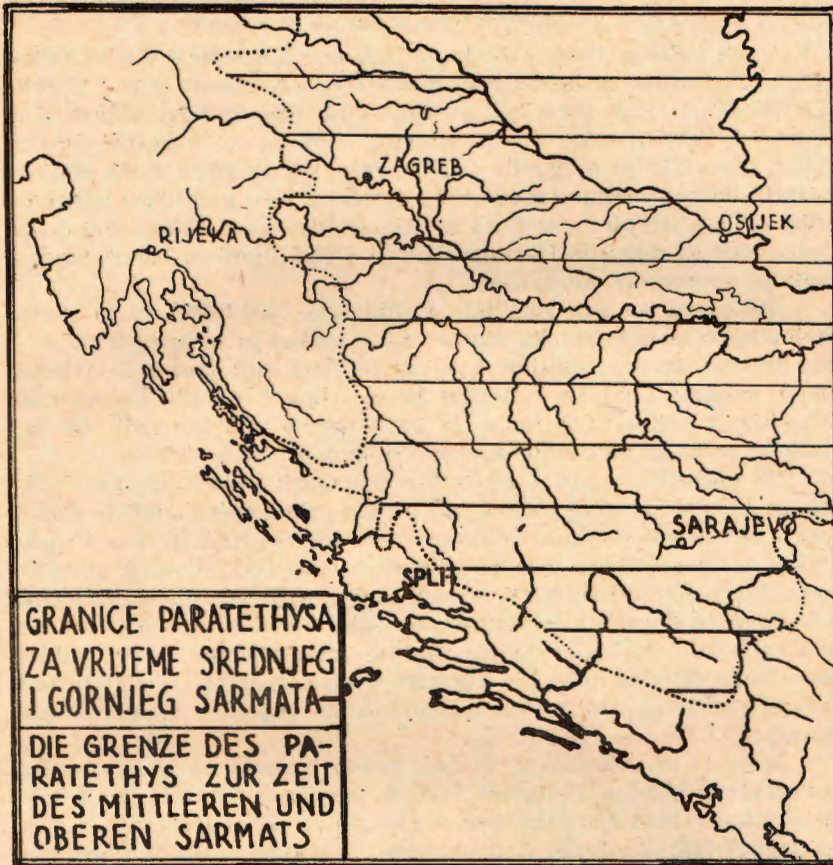 ZAGREB
OSIJEK
RIJEKA
SARAJEVO
SPLIT
GRANICE PARATETHYSA
ZA VRIJEME SREDNJEG
I GORNJEG SARMATA
DIE GRENZE DES PA-
RATETHYS ZUR ZEIT
DES MITTLEREN UND
OBEREN SARMATS